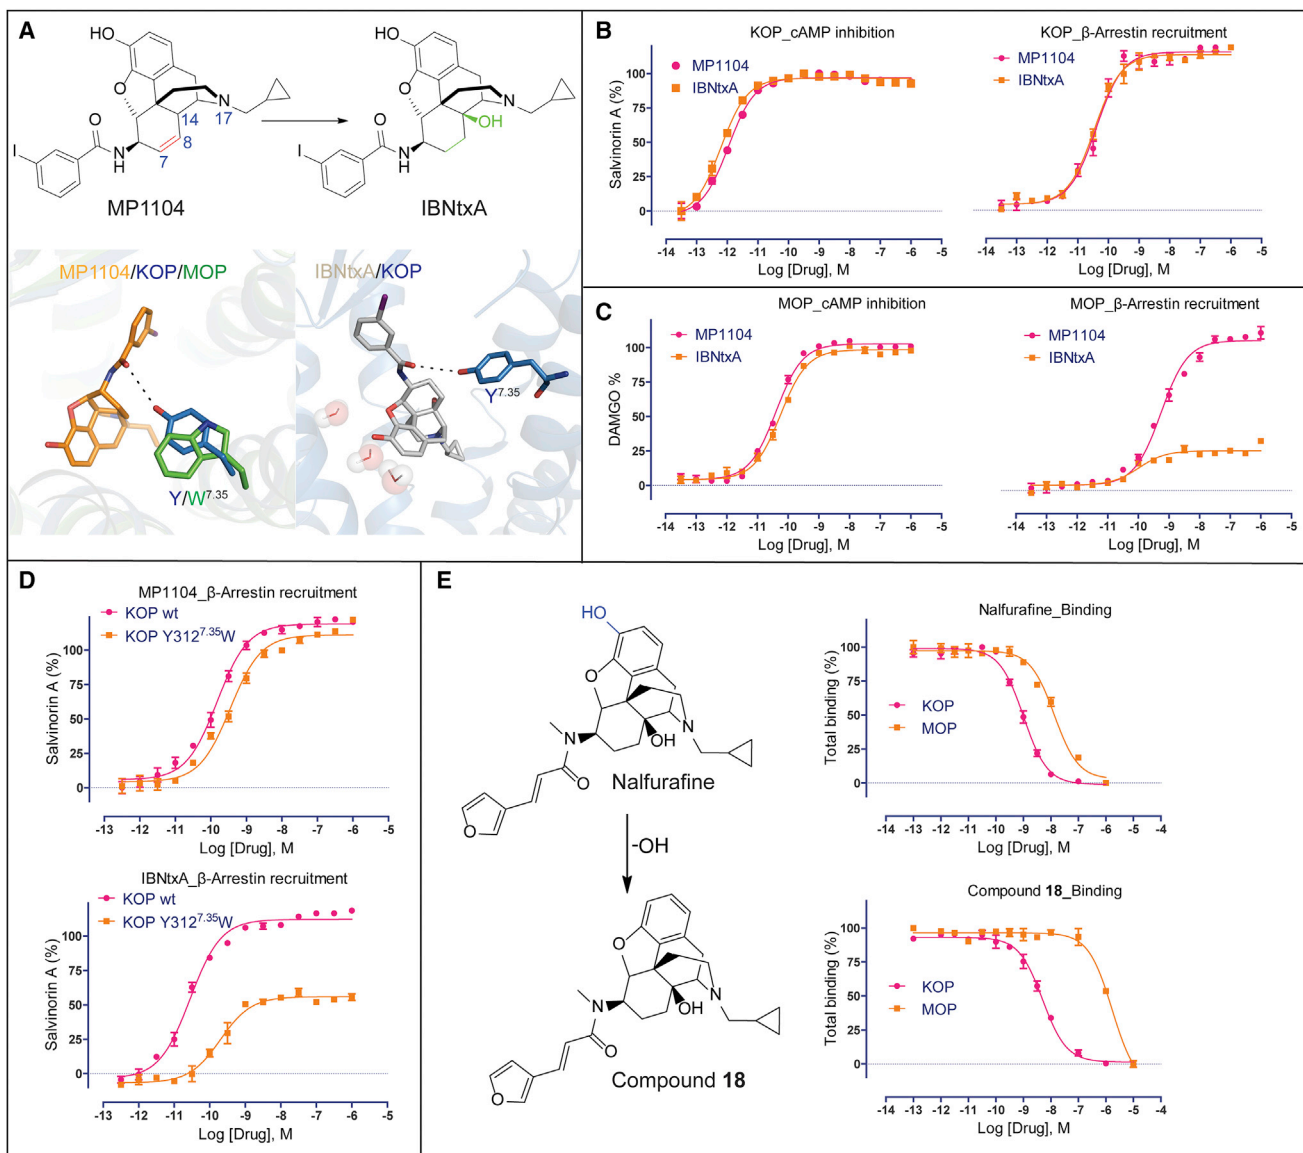 A
HO
O
N
17
14
8
7
O
I
N
H
MP1104
HO
O
N
OH
O
I
N
H
IBNtxA
MP1104/KOP/MOP
Y/W7.35
IBNtxA/KOP
Y7.35
B
KOP_cAMP inhibition
MP1104
IBNtxA
Salvinorin A (%)
100
75
50
25
0
-14 -13 -12 -11 -10 -9 -8 -7 -6 -5
Log [Drug], M
KOP_β-Arrestin recruitment
MP1104
IBNtxA
100
75
50
25
0
-14 -13 -12 -11 -10 -9 -8 -7 -6 -5
Log [Drug], M
C
MOP_cAMP inhibition
MP1104
IBNtxA
DAMGO %
100
75
50
25
0
-14 -13 -12 -11 -10 -9 -8 -7 -6 -5
Log [Drug], M
MOP_β-Arrestin recruitment
MP1104
IBNtxA
100
75
50
25
0
-14 -13 -12 -11 -10 -9 -8 -7 -6 -5
Log [Drug], M
D
MP1104_β-Arrestin recruitment
KOP wt
KOP Y3127.35W
Salvinorin A (%)
100
75
50
25
0
-13 -12 -11 -10 -9 -8 -7 -6 -5
Log [Drug], M
IBNtxA_β-Arrestin recruitment
KOP wt
KOP Y3127.35W
Salvinorin A (%)
100
75
50
25
0
-13 -12 -11 -10 -9 -8 -7 -6 -5
Log [Drug], M
E
HO
O
N
OH
N
O
O
Nalfurafine
-OH
O
N
OH
N
O
O
Compound 18
Nalfurafine_Binding
Total binding (%)
100
75
50
25
0
KOP
MOP
-14 -13 -12 -11 -10 -9 -8 -7 -6 -5 -4
Log [Drug], M
Compound 18_Binding
Total binding (%)
100
75
50
25
0
KOP
MOP
-14 -13 -12 -11 -10 -9 -8 -7 -6 -5 -4
Log [Drug], M